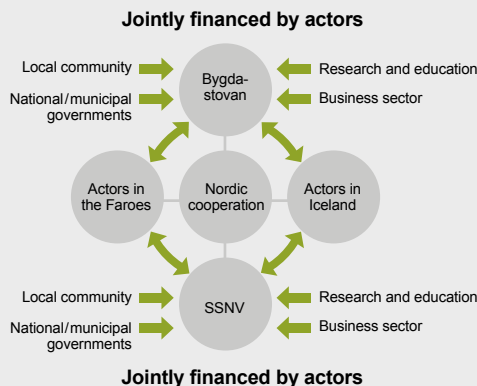 Jointly financed by actors
Local community
National/municipal
governments
Bygda-
stovan
Research and education
Business sector
Actors in
the Faroes
Nordic
cooperation
Actors in
Iceland
Local community
National/municipal
governments
SSNV
Research and education
Business sector
Jointly financed by actors